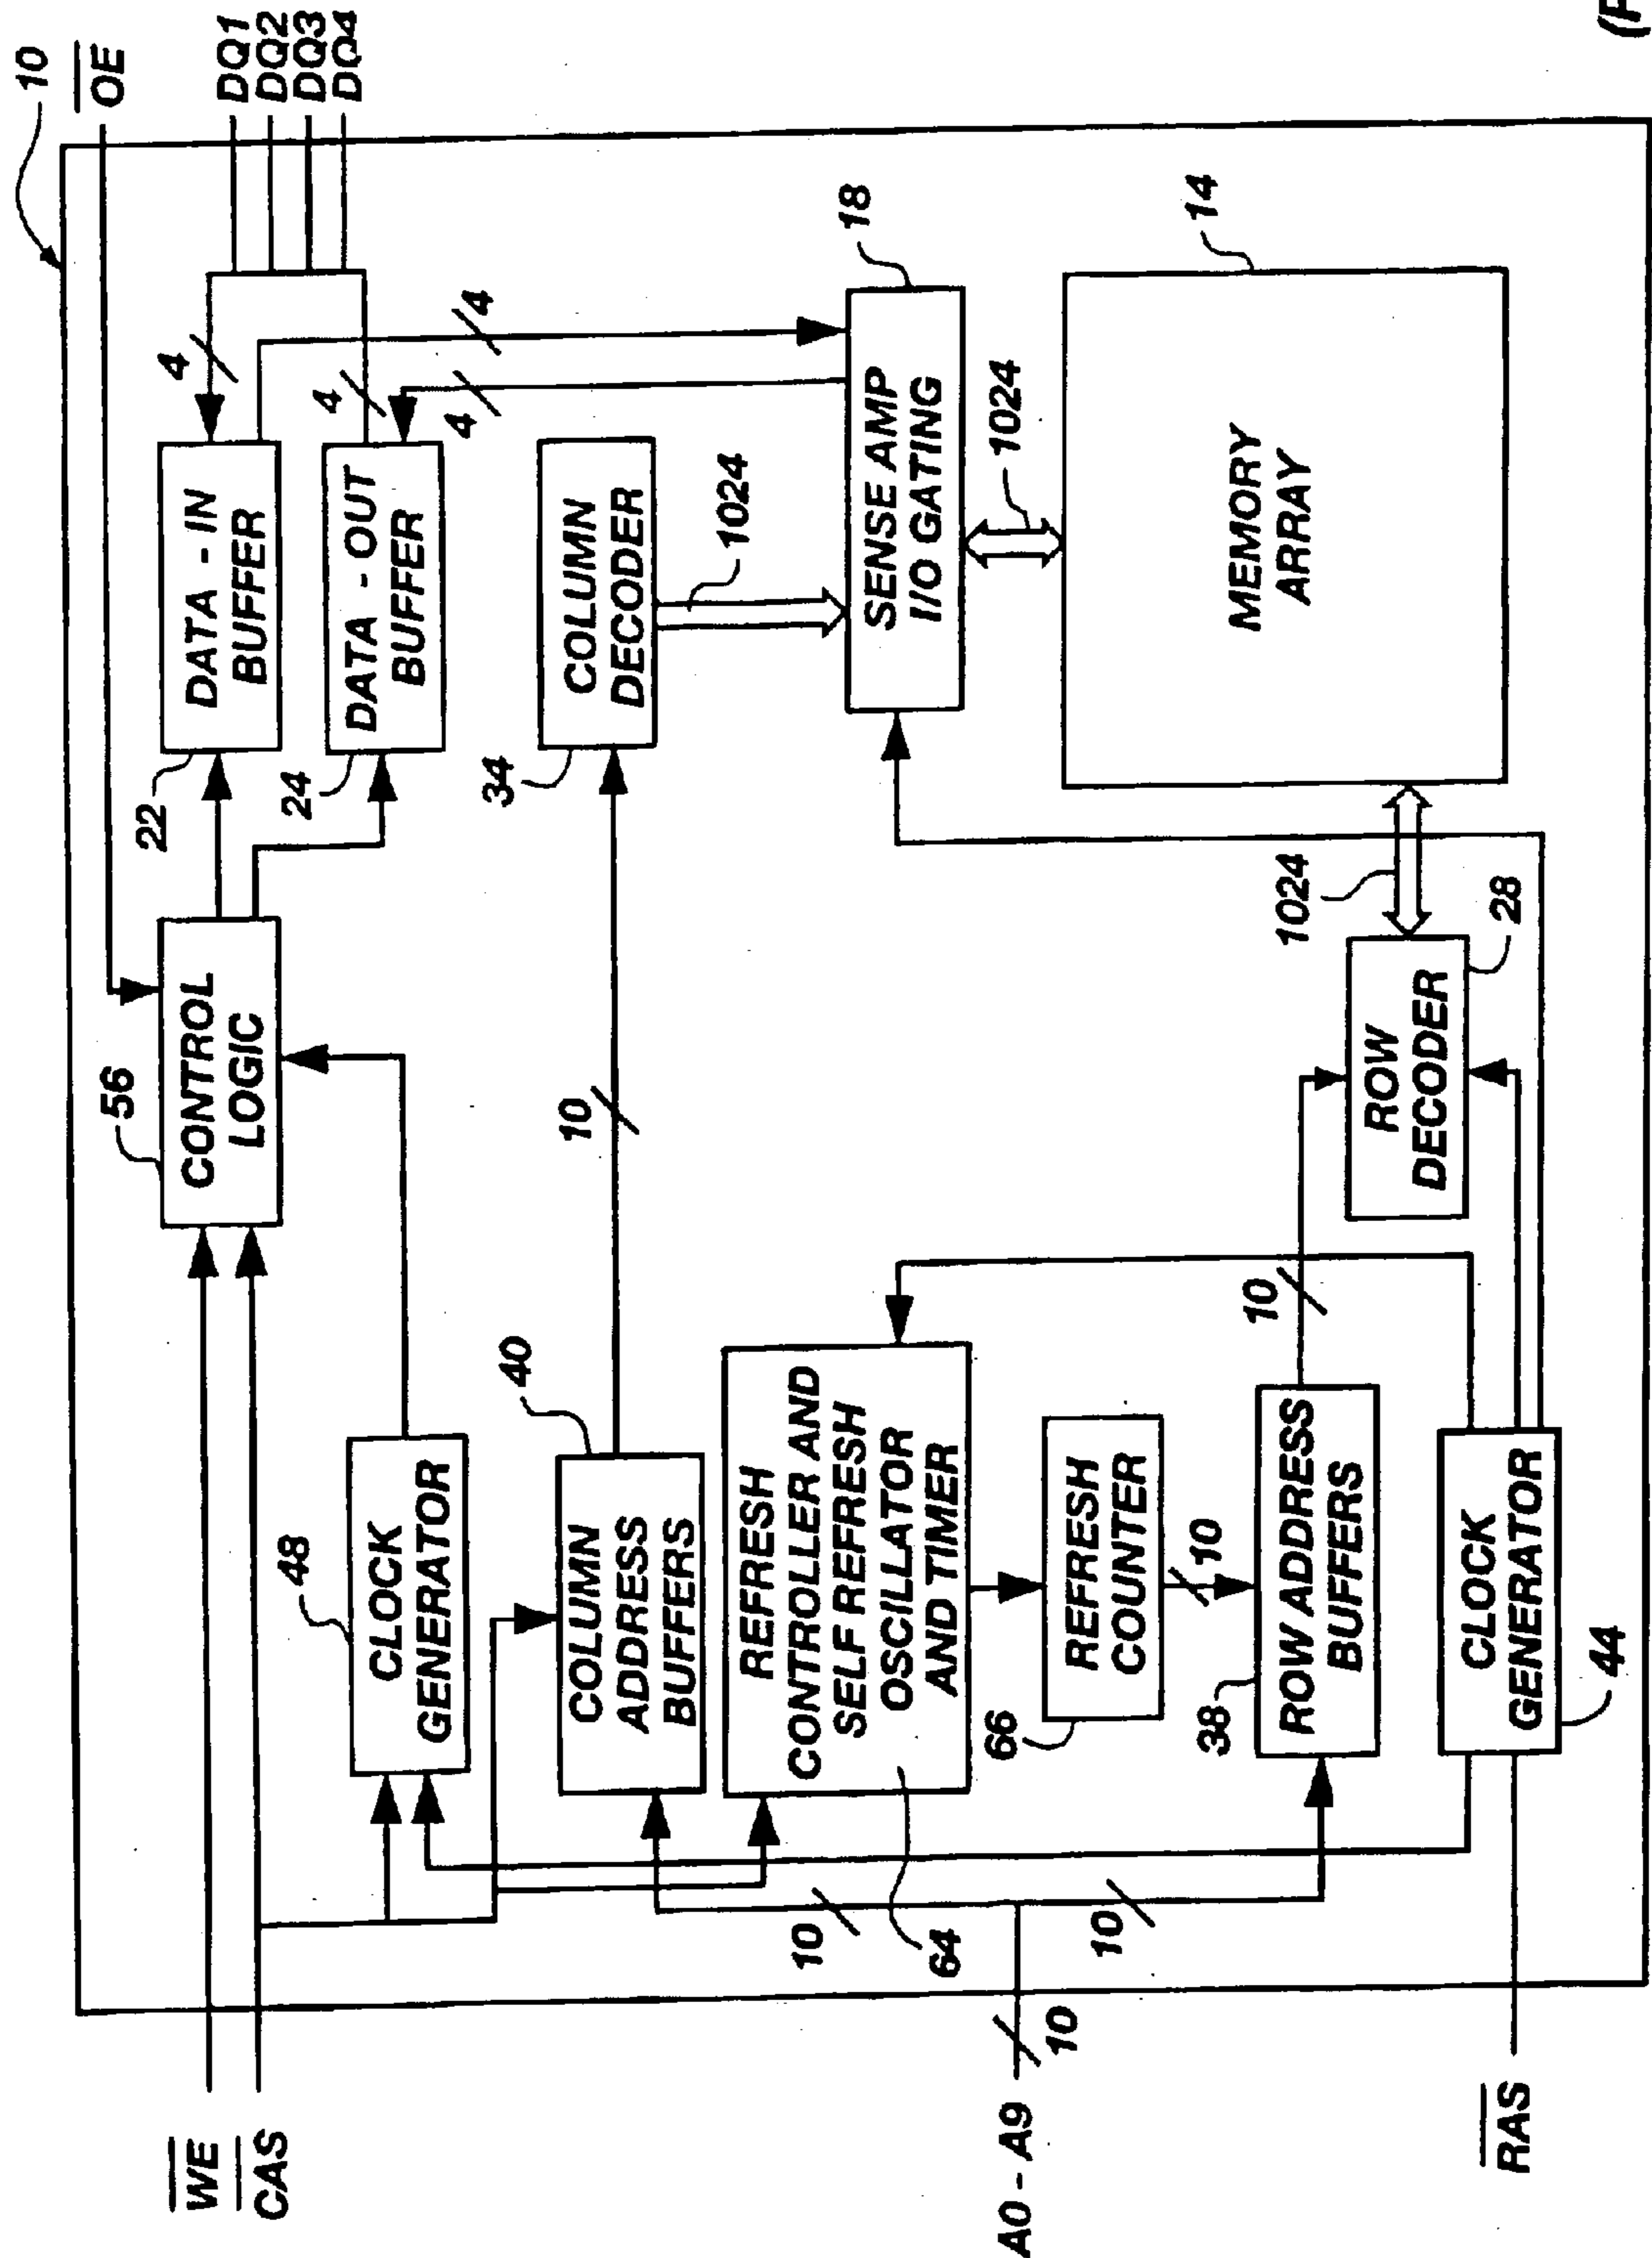 10
OE
DQ1
DQ2
DQ3
DQ4
WE
CAS
56
CONTROL
LOGIC
22
DATA - IN
BUFFER
4
4
24
DATA - OUT
BUFFER
4
4
48
CLOCK
GENERATOR
40
COLUMN
ADDRESS
BUFFERS
10
34
COLUMN
DECODER
1024
18
SENSE AMP
I/O GATING
1024
REFRESH
CONTROLLER AND
SELF REFRESH
OSCILLATOR
AND TIMER
64
10
10
A0 - A9
10
66
REFRESH
COUNTER
10
38
ROW ADDRESS
BUFFERS
10
ROW
DECODER
28
1024
MEMORY
ARRAY
14
RAS
CLOCK
GENERATOR
44